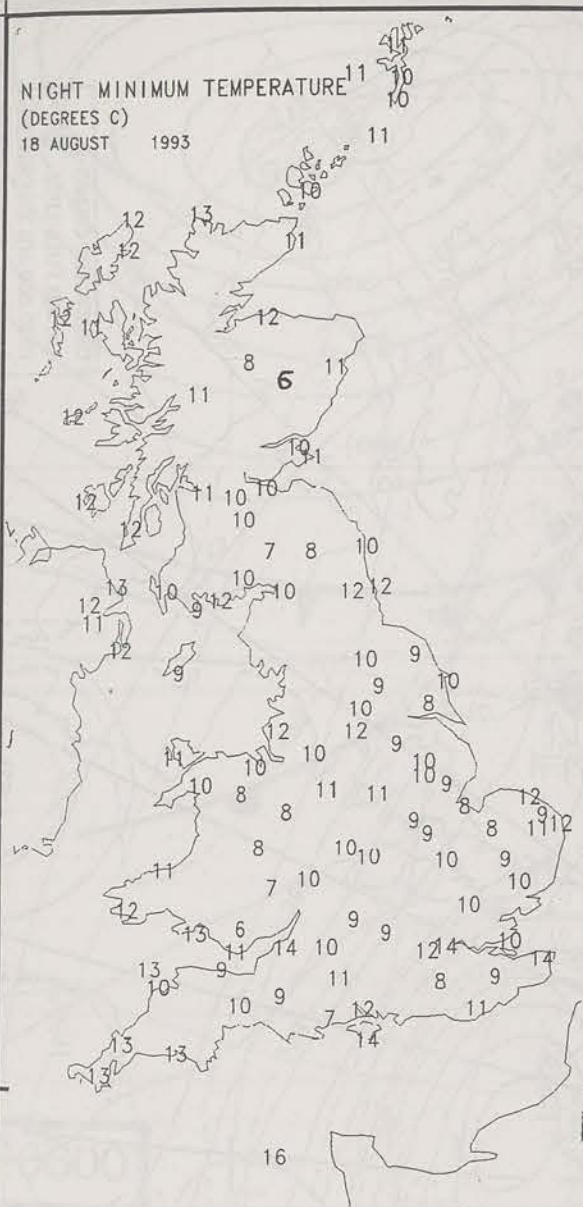 11
NIGHT MINIMUM TEMPERATURE 11 10
(DEGREES C) 10
18 AUGUST 1993 11
10
12 13
12 11
12 12
10
8 11
6
11
12
10
11
12 11 10 10
12 10
7 8 10
13 10 10 10 12 12
12 9 12
11
12 10 9
9 9 10
10 8
12 12 9
11 10 10 10
10 8 11 11 10 9
8 8 12
9 9
9 8 11 12
8 10 10 10 9
11 7 10 10
12 10
13 6 9 9
11 14 10 12 14 10
13 9 14
10 11 8 9
10 9 7 12 11
13 14
13
13
16